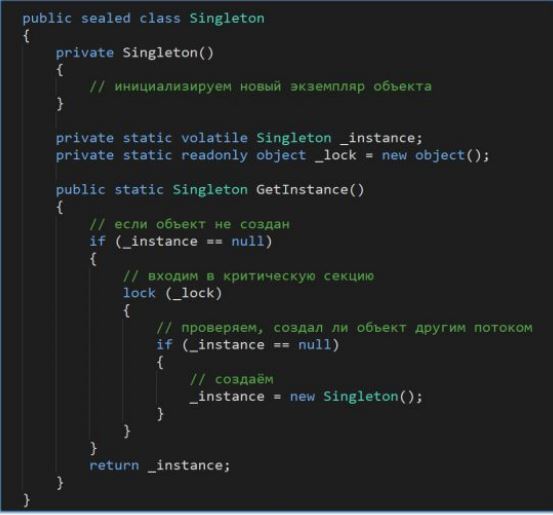 public sealed class Singleton
{
    private Singleton()
    {
        // инициализируем новый экземпляр объекта
    }

    private static volatile Singleton _instance;
    private static readonly object _lock = new object();

    public static Singleton GetInstance()
    {
        // если объект не создан
        if (_instance == null)
        {
            // входим в критическую секцию
            lock (_lock)
            {
                // проверяем, создал ли объект другим потоком
                if (_instance == null)
                {
                    // создаём
                    _instance = new Singleton();
                }
            }
        }
        return _instance;
    }
}